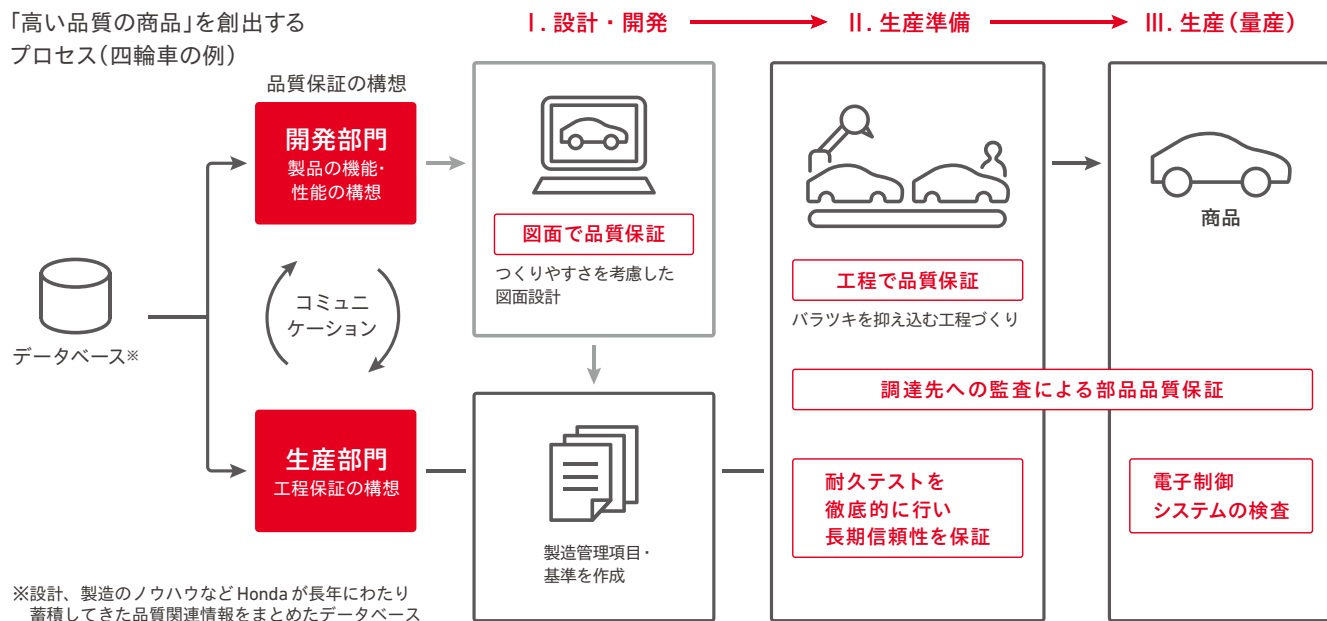 「高い品質の商品」を創出する
プロセス(四輪車の例)
I. 設計・開発
II. 生産準備
III. 生産(量産)
品質保証の構想
開発部門
製品の機能・
性能の構想
コミュニ
ケーション
データベース※
生産部門
工程保証の構想
図面で品質保証
つくりやすさを考慮した
図面設計
製造管理項目・
基準を作成
工程で品質保証
バラツキを抑え込む工程づくり
商品
調達先への監査による部品品質保証
耐久テストを
徹底的に行い
長期信頼性を保証
電子制御
システムの検査
※設計、製造のノウハウなど Honda が長年にわたり
蓄積してきた品質関連情報をまとめたデータベース